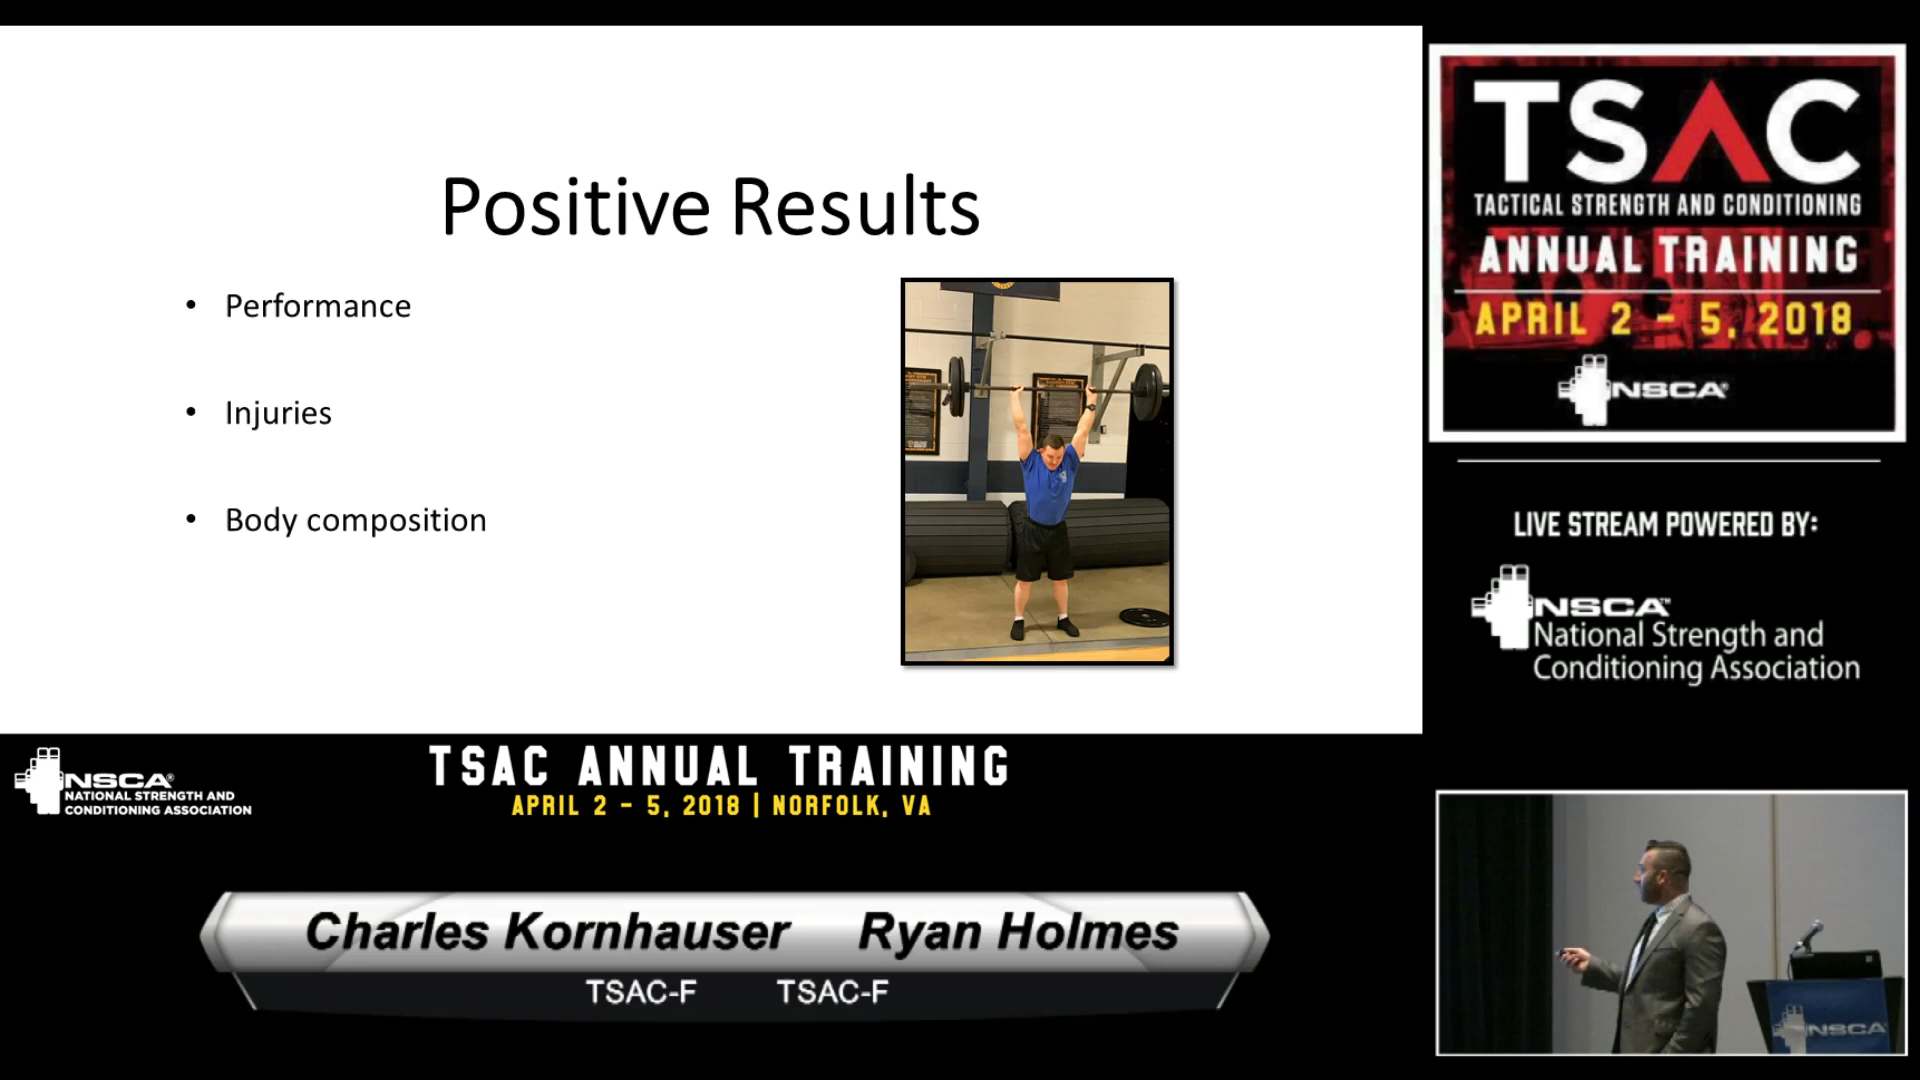 Positive Results
• Performance
• Injuries
• Body composition
TSAC
TACTICAL STRENGTH AND CONDITIONING
ANNUAL TRAINING
APRIL 2 - 5, 2018
NSCA®
LIVE STREAM POWERED BY:
NSCA™
National Strength and
Conditioning Association
NSCA®
NATIONAL STRENGTH AND
CONDITIONING ASSOCIATION
TSAC ANNUAL TRAINING
APRIL 2 - 5, 2018 | NORFOLK, VA
Charles Kornhauser Ryan Holmes
TSAC-F TSAC-F
NSCA